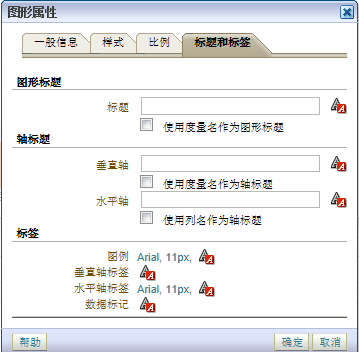 图形属性
一般信息 样式 比例 标题和标签
图形标题
标题
使用度量名作为图形标题
轴标题
垂直轴
使用度量名作为轴标题
水平轴
使用列名作为轴标题
标签
图例 Arial, 11px,
垂直轴标签
水平轴标签 Arial, 11px,
数据标记
帮助 确定 取消